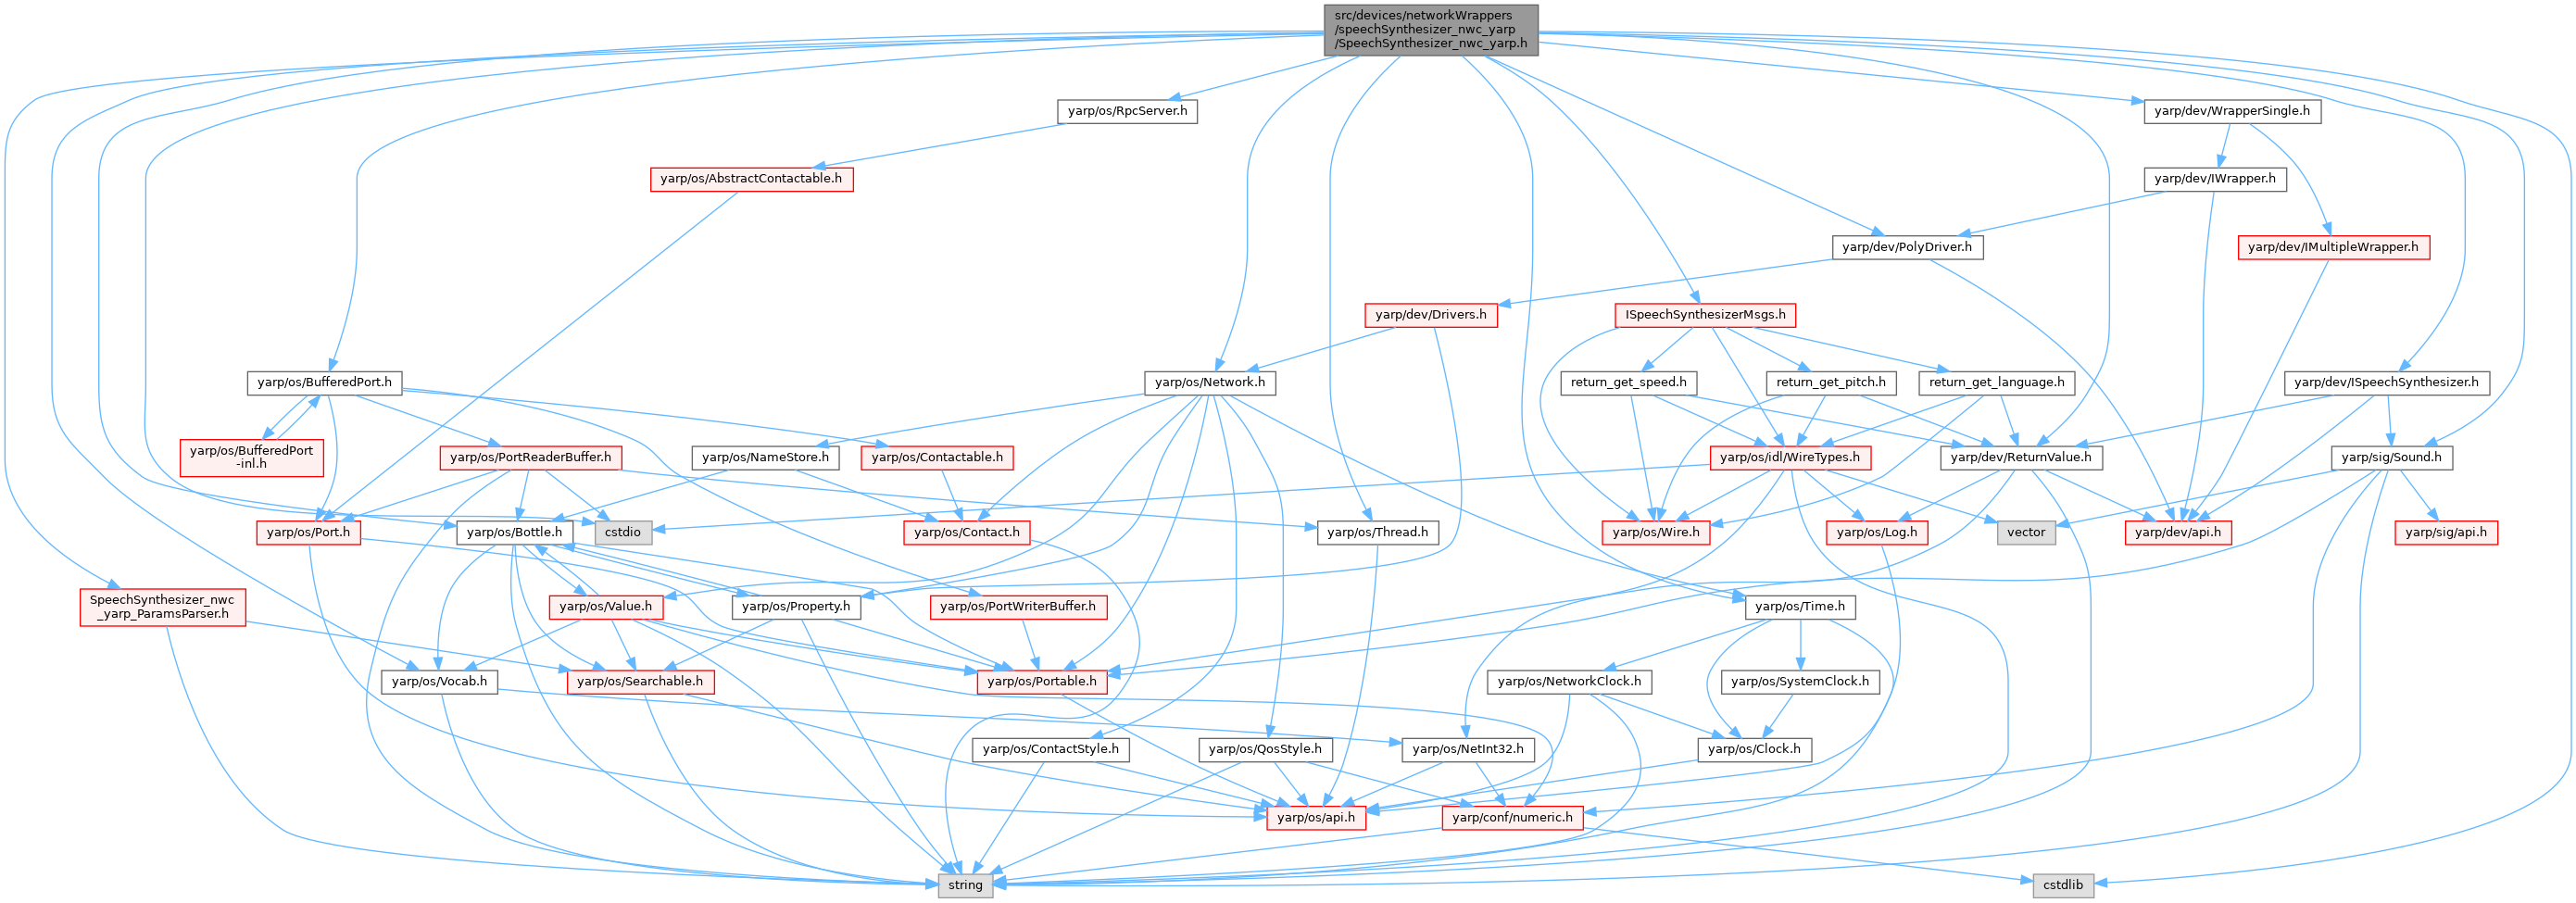 src/devices/networkWrappers
/speechSynthesizer_nwc_yarp
/SpeechSynthesizer_nwc_yarp.h
yarp/os/RpcServer.h
yarp/dev/WrapperSingle.h
yarp/os/AbstractContactable.h
yarp/dev/IWrapper.h
yarp/dev/PolyDriver.h
yarp/dev/IMultipleWrapper.h
yarp/dev/Drivers.h
ISpeechSynthesizerMsgs.h
yarp/os/BufferedPort.h
yarp/os/Network.h
return_get_speed.h
return_get_pitch.h
return_get_language.h
yarp/dev/ISpeechSynthesizer.h
yarp/os/BufferedPort
-inl.h
yarp/os/PortReaderBuffer.h
yarp/os/NameStore.h
yarp/os/Contactable.h
yarp/os/idl/WireTypes.h
yarp/dev/ReturnValue.h
yarp/sig/Sound.h
yarp/os/Port.h
yarp/os/Bottle.h
cstdio
yarp/os/Contact.h
yarp/os/Thread.h
yarp/os/Wire.h
yarp/os/Log.h
vector
yarp/dev/api.h
yarp/sig/api.h
SpeechSynthesizer_nwc
_yarp_ParamsParser.h
yarp/os/Value.h
yarp/os/Property.h
yarp/os/PortWriterBuffer.h
yarp/os/Time.h
yarp/os/Vocab.h
yarp/os/Searchable.h
yarp/os/Portable.h
yarp/os/NetworkClock.h
yarp/os/SystemClock.h
yarp/os/ContactStyle.h
yarp/os/QosStyle.h
yarp/os/NetInt32.h
yarp/os/Clock.h
yarp/os/api.h
yarp/conf/numeric.h
string
cstdlib